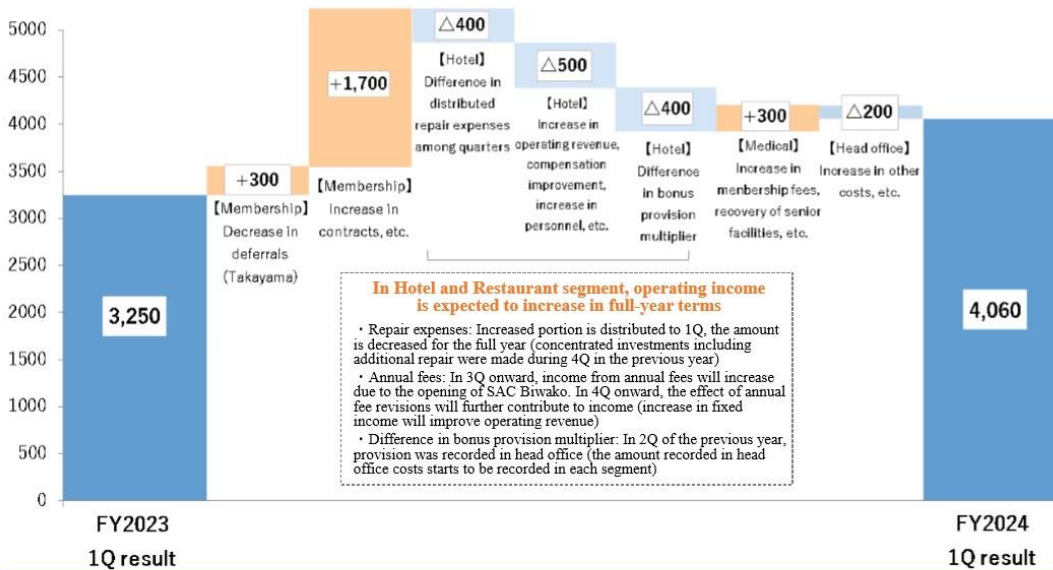 5000
4500
4000
3500
3000
2500
2000
1500
1000
500
0
3,250
FY2023
1Q result
+300
【Membership】
Decrease in
deferrals
(Takayama)
+1,700
【Membership】
Increase in
contracts, etc.
△400
【Hotel】
Difference in
distributed
repair expenses
among quarters
△500
【Hotel】
Increase in
operating revenue,
compensation
improvement,
increase in
personnel, etc.
△400
【Hotel】
Difference
in bonus
provision
multiplier
+300
【Medical】
Increase in
menbership fees,
recovery of senior
facilities, etc.
△200
【Head office】
Increase in other
costs, etc.
4,060
FY2024
1Q result
In Hotel and Restaurant segment, operating income
is expected to increase in full-year terms
・Repair expenses: Increased portion is distributed to 1Q, the amount
is decreased for the full year (concentrated investments including
additional repair were made during 4Q in the previous year)
・Annual fees: In 3Q onward, income from annual fees will increase
due to the opening of SAC Biwako. In 4Q onward, the effect of annual
fee revisions will further contribute to income (increase in fixed
income will improve operating revenue)
・Difference in bonus provision multiplier: In 2Q of the previous year,
provision was recorded in head office (the amount recorded in head
office costs starts to be recorded in each segment)